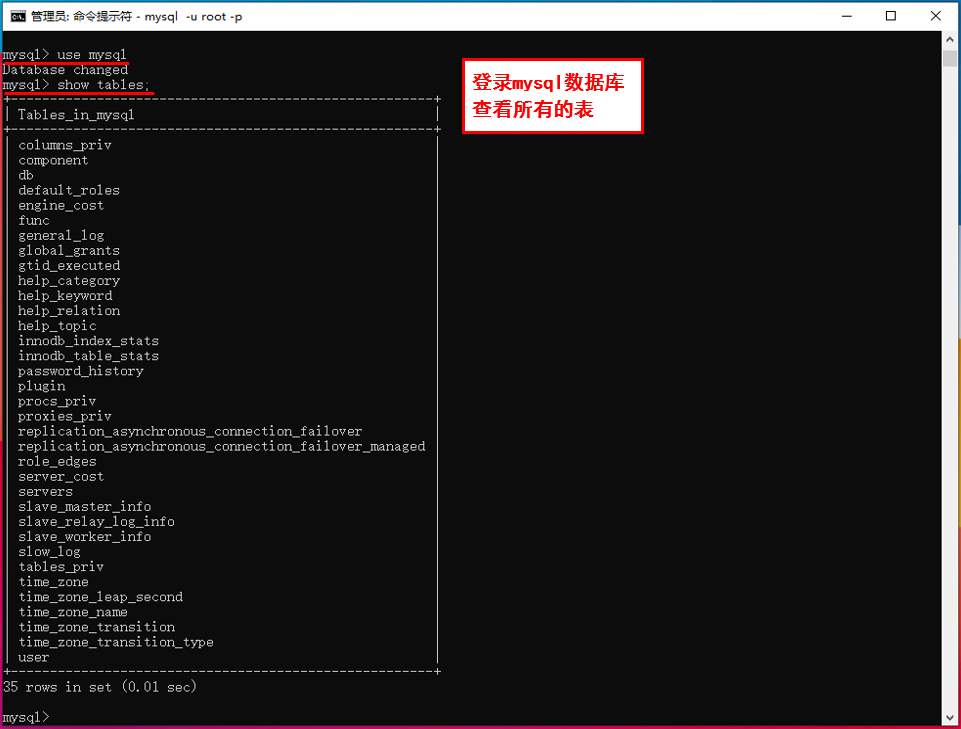 管理员: 命令提示符 - mysql  -u root -p
mysql> use mysql
Database changed
mysql> show tables;
登录mysql数据库
查看所有的表
Tables_in_mysql
columns_priv
component
db
default_roles
engine_cost
func
general_log
global_grants
gtid_executed
help_category
help_keyword
help_relation
help_topic
innodb_index_stats
innodb_table_stats
password_history
plugin
procs_priv
proxies_priv
replication_asynchronous_connection_failover
replication_asynchronous_connection_failover_managed
role_edges
server_cost
servers
slave_master_info
slave_relay_log_info
slave_worker_info
slow_log
tables_priv
time_zone
time_zone_leap_second
time_zone_name
time_zone_transition
time_zone_transition_type
user
35 rows in set (0.01 sec)
mysql>